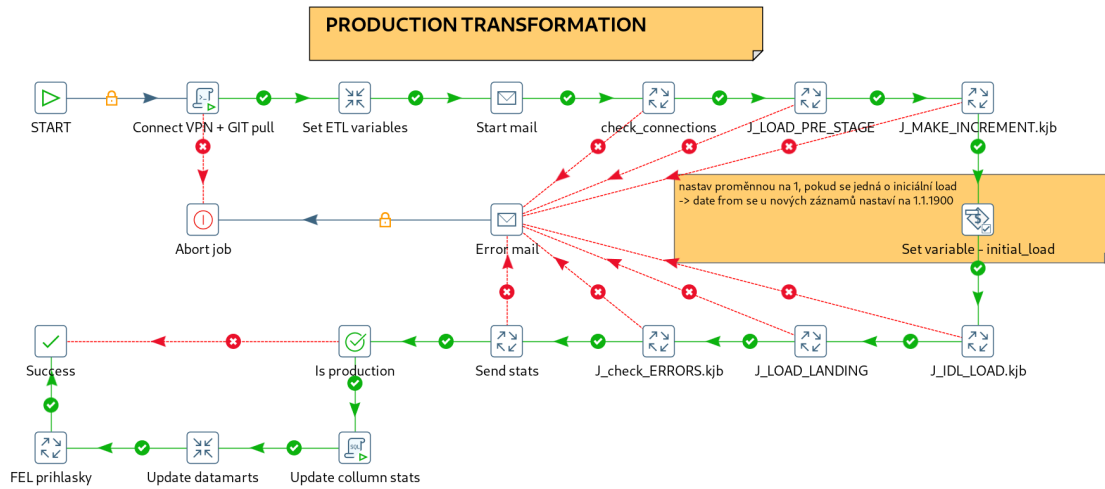 PRODUCTION TRANSFORMATION
START
Connect VPN + GIT pull
Set ETL variables
Start mail
check_connections
J_LOAD_PRE_STAGE
J_MAKE_INCREMENT.kjb
nastav proměnnou na 1, pokud se jedná o iniciální load
-> date from se u nových záznamů nastaví na 1.1.1900
Abort job
Error mail
Set variable - initial_load
Success
Is production
Send stats
J_check_ERRORS.kjb
J_LOAD_LANDING
J_IDL_LOAD.kjb
SQL
FEL prihlasky
Update datamarts
Update collumn stats